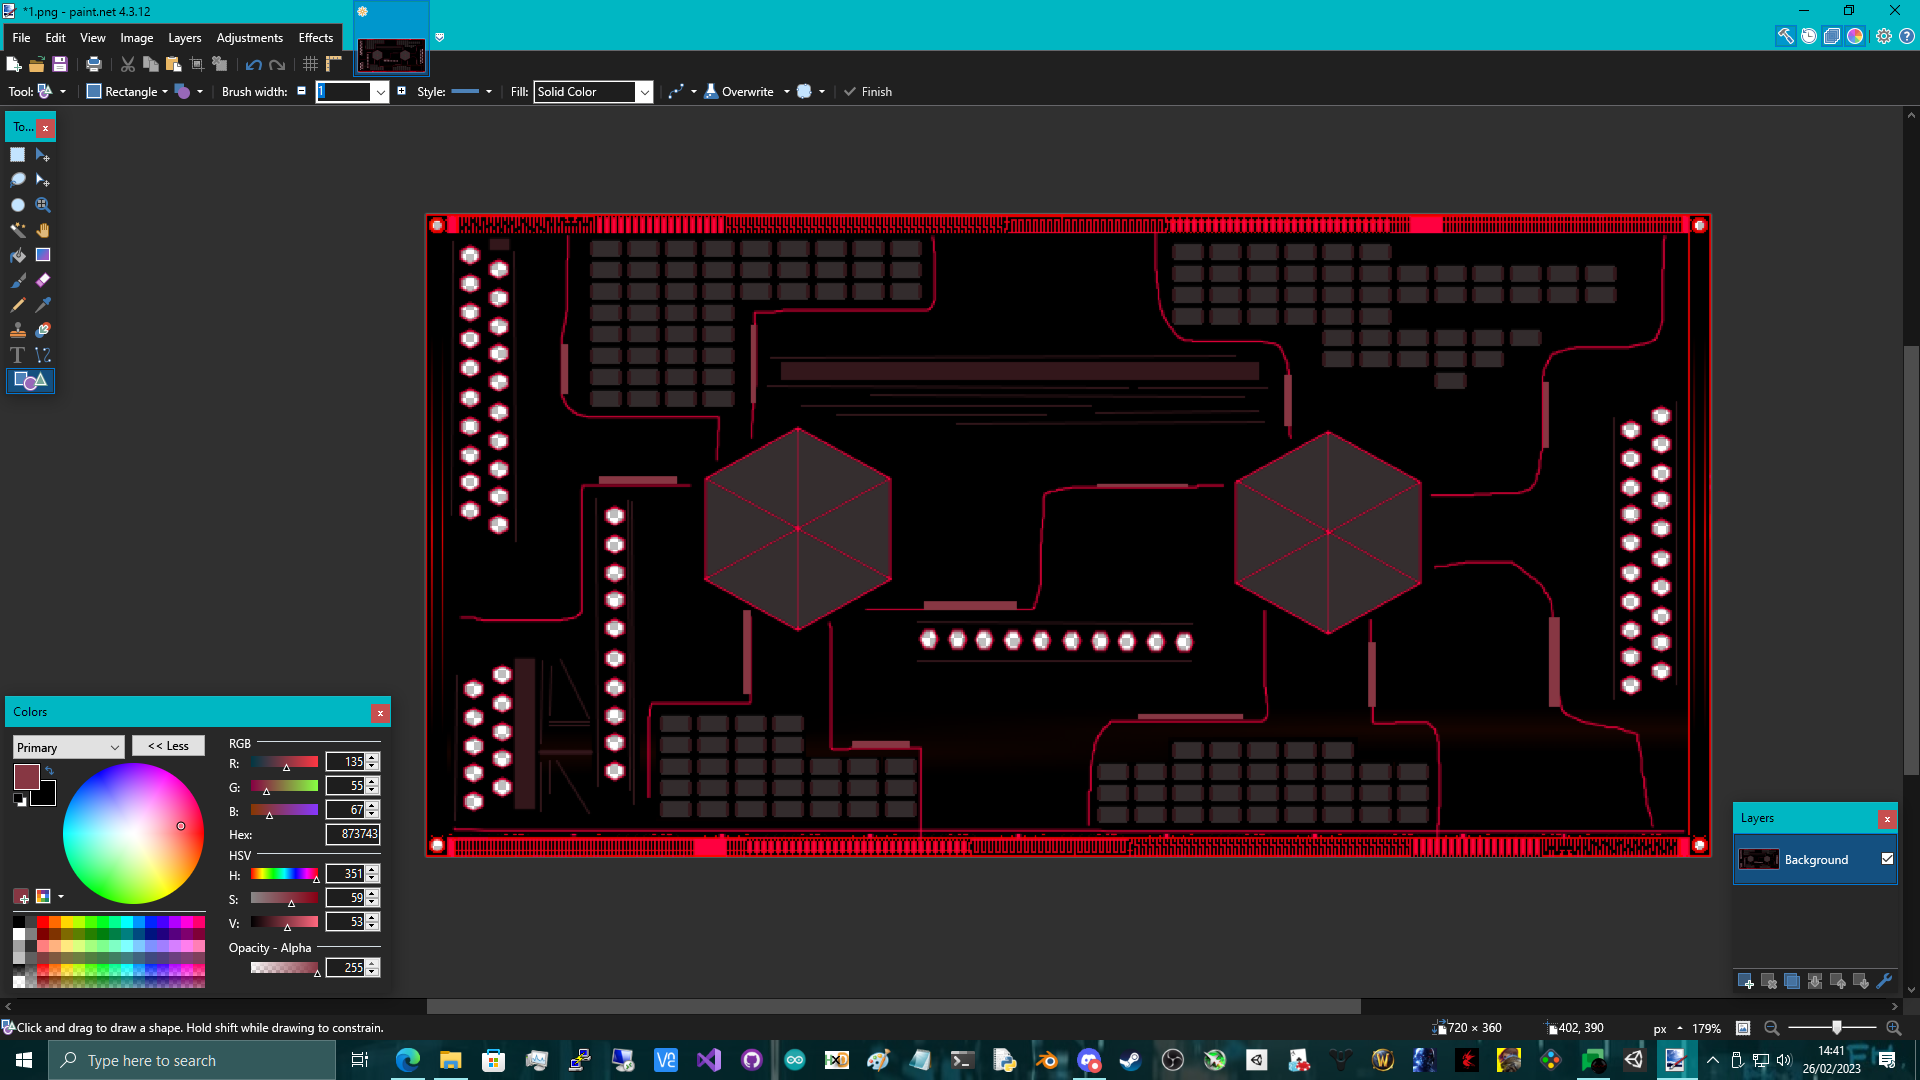 *1.png - paint.net 4.3.12
File Edit View Image Layers Adjustments Effects
Tool: Rectangle Brush width: 1 Style: Fill: Solid Color Overwrite Finish
To...
Colors
Primary << Less
RGB
R: 135
G: 55
B: 67
Hex: 873743
HSV
H: 351
S: 59
V: 53
Opacity - Alpha
255
Layers
Background
Click and drag to draw a shape. Hold shift while drawing to constrain.
720 × 360 402, 390 px 179%
Type here to search
14:41
26/02/2023